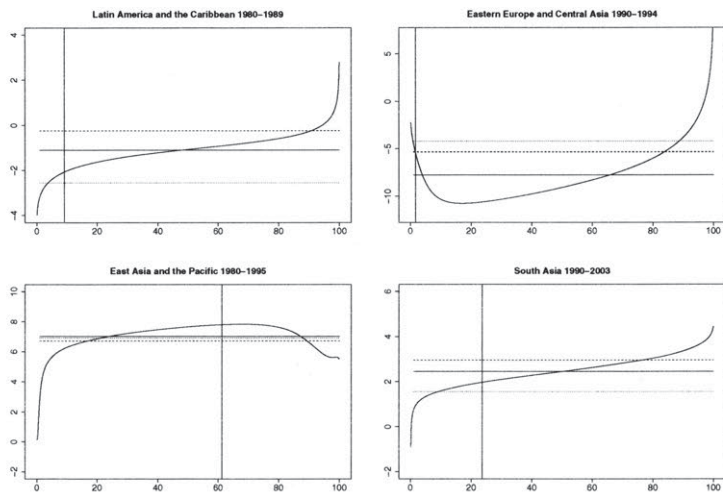 Latin America and the Caribbean 1980–1989
4
2
0
−2
−4
0 20 40 60 80 100
Eastern Europe and Central Asia 1990–1994
5
0
−5
−10
0 20 40 60 80 100
East Asia and the Pacific 1980–1995
10
8
6
4
2
0
−2
0 20 40 60 80 100
South Asia 1990–2003
6
4
2
0
−2
0 20 40 60 80 100